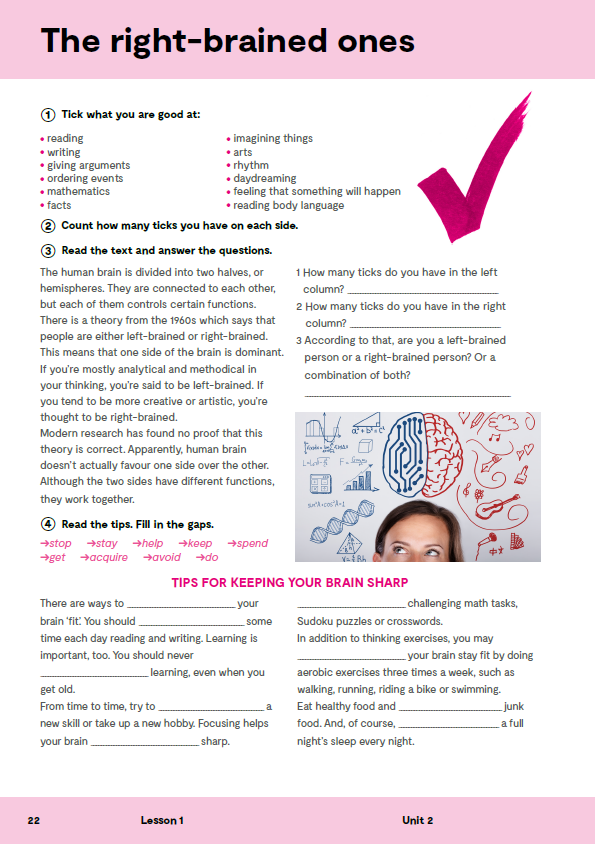 The right-brained ones
1 Tick what you are good at:
• reading
• writing
• giving arguments
• ordering events
• mathematics
• facts
• imagining things
• arts
• rhythm
• daydreaming
• feeling that something will happen
• reading body language
2 Count how many ticks you have on each side.
3 Read the text and answer the questions.
The human brain is divided into two halves, or
hemispheres. They are connected to each other,
but each of them controls certain functions.
There is a theory from the 1960s which says that
people are either left-brained or right-brained.
This means that one side of the brain is dominant.
If you're mostly analytical and methodical in
your thinking, you're said to be left-brained. If
you tend to be more creative or artistic, you're
thought to be right-brained.
Modern research has found no proof that this
theory is correct. Apparently, human brain
doesn't actually favour one side over the other.
Although the two sides have different functions,
they work together.
1 How many ticks do you have in the left
column?
2 How many ticks do you have in the right
column?
3 According to that, are you a left-brained
person or a right-brained person? Or a
combination of both?
4 Read the tips. Fill in the gaps.
➔stop ➔stay ➔help ➔keep ➔spend
➔get ➔acquire ➔avoid ➔do
TIPS FOR KEEPING YOUR BRAIN SHARP
There are ways to ____________ your
brain 'fit'. You should ____________ some
time each day reading and writing. Learning is
important, too. You should never
____________ learning, even when you
get old.
From time to time, try to ____________ a
new skill or take up a new hobby. Focusing helps
your brain ____________ sharp.
____________ challenging math tasks,
Sudoku puzzles or crosswords.
In addition to thinking exercises, you may
____________ your brain stay fit by doing
aerobic exercises three times a week, such as
walking, running, riding a bike or swimming.
Eat healthy food and ____________ junk
food. And, of course, ____________ a full
night's sleep every night.
22 Lesson 1 Unit 2